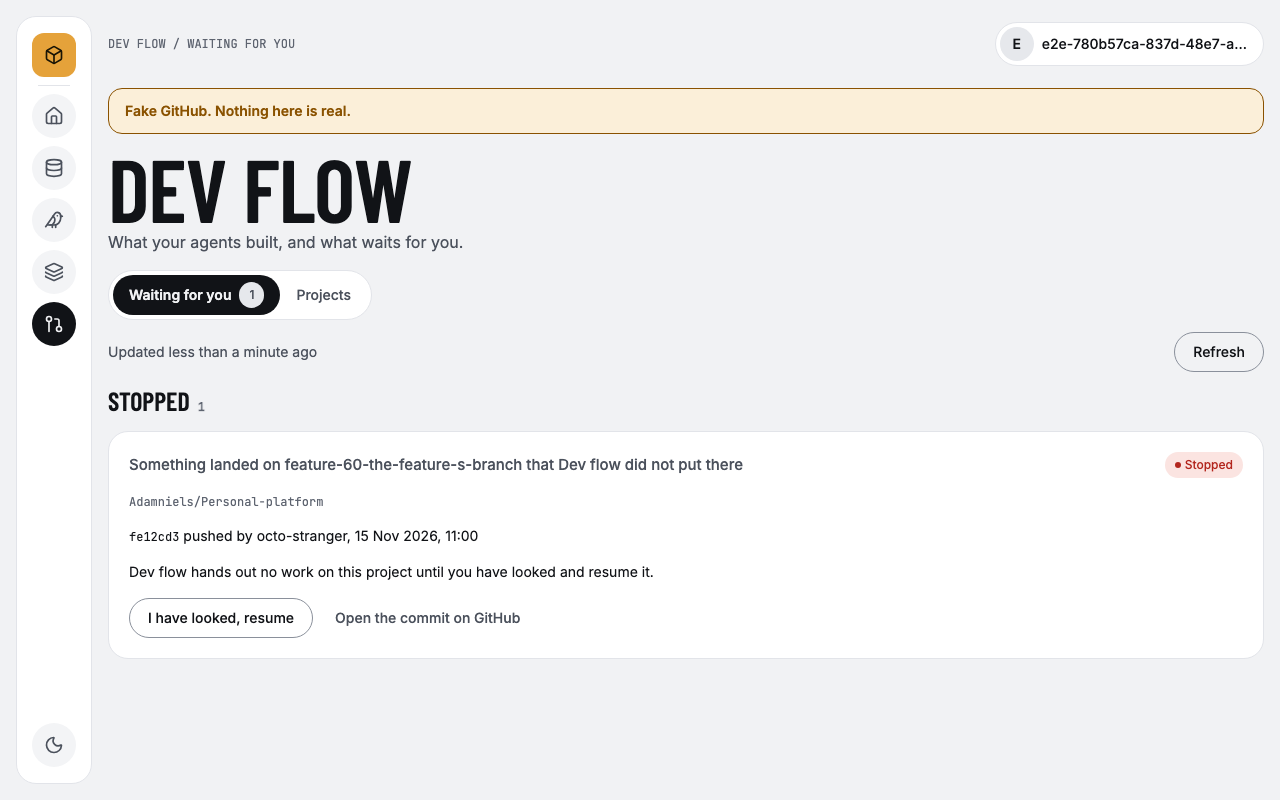 DEV FLOW / WAITING FOR YOU
E e2e-780b57ca-837d-48e7-a...
Fake GitHub. Nothing here is real.
DEV FLOW
What your agents built, and what waits for you.
Waiting for you 1 Projects
Updated less than a minute ago
Refresh
STOPPED 1
Something landed on feature-60-the-feature-s-branch that Dev flow did not put there
Stopped
Adamniels/Personal-platform
fe12cd3 pushed by octo-stranger, 15 Nov 2026, 11:00
Dev flow hands out no work on this project until you have looked and resume it.
I have looked, resume Open the commit on GitHub